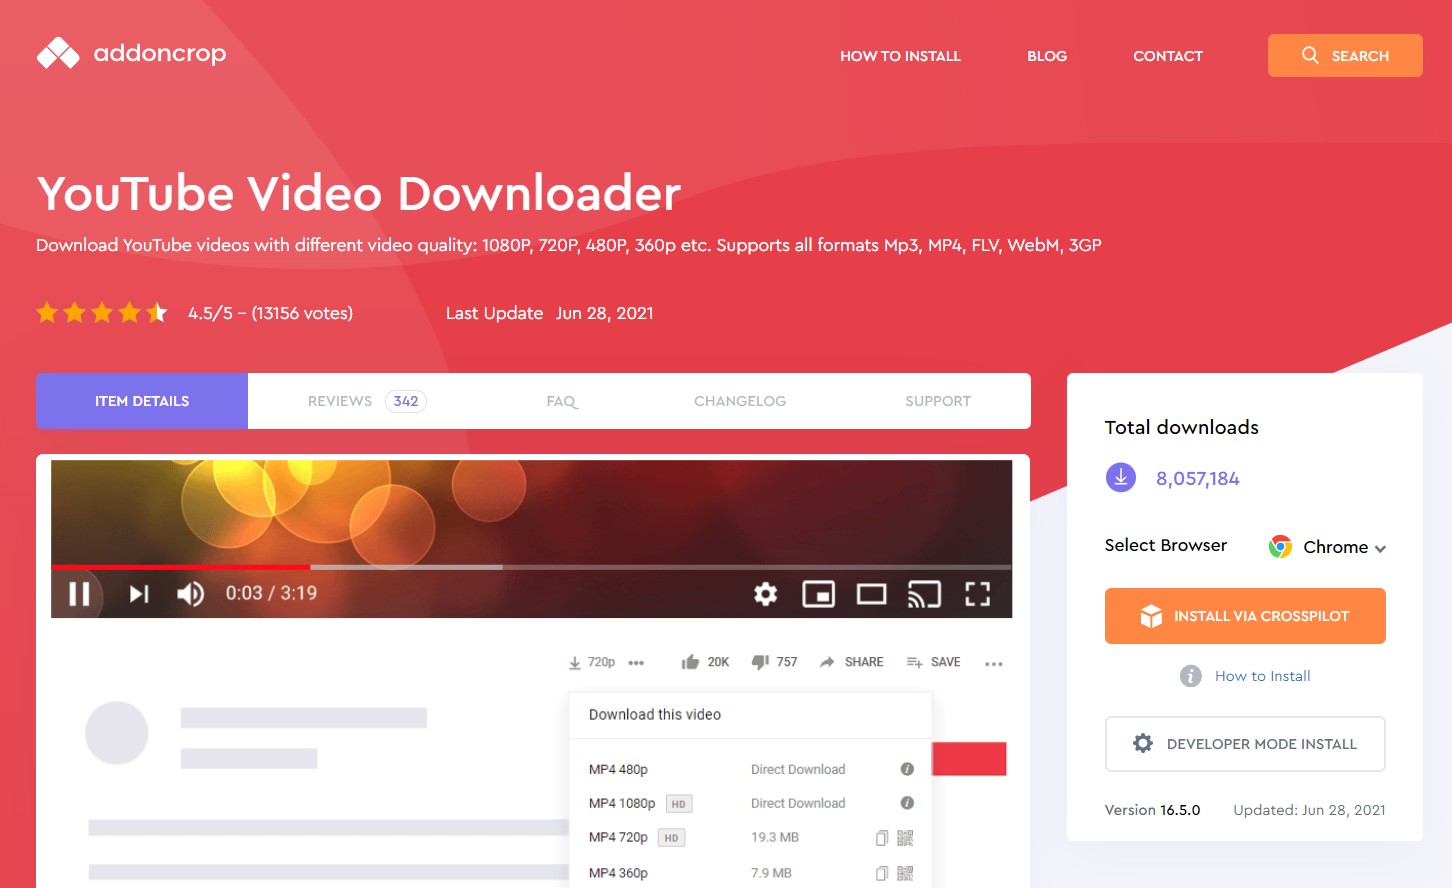 addoncrop
HOW TO INSTALL
BLOG
CONTACT
SEARCH
YouTube Video Downloader
Download YouTube videos with different video quality: 1080P, 720P, 480P, 360p etc. Supports all formats Mp3, MP4, FLV, WebM, 3GP
4.5/5 – (13156 votes)
Last Update Jun 28, 2021
ITEM DETAILS
REVIEWS 342
FAQ
CHANGELOG
SUPPORT
0:03 / 3:19
720p
20K
757
SHARE
SAVE
Download this video
MP4 480p Direct Download
MP4 1080p HD Direct Download
MP4 720p HD 19.3 MB
MP4 360p 7.9 MB
Total downloads
8,057,184
Select Browser Chrome
INSTALL VIA CROSSPILOT
How to Install
DEVELOPER MODE INSTALL
Version 16.5.0 Updated: Jun 28, 2021